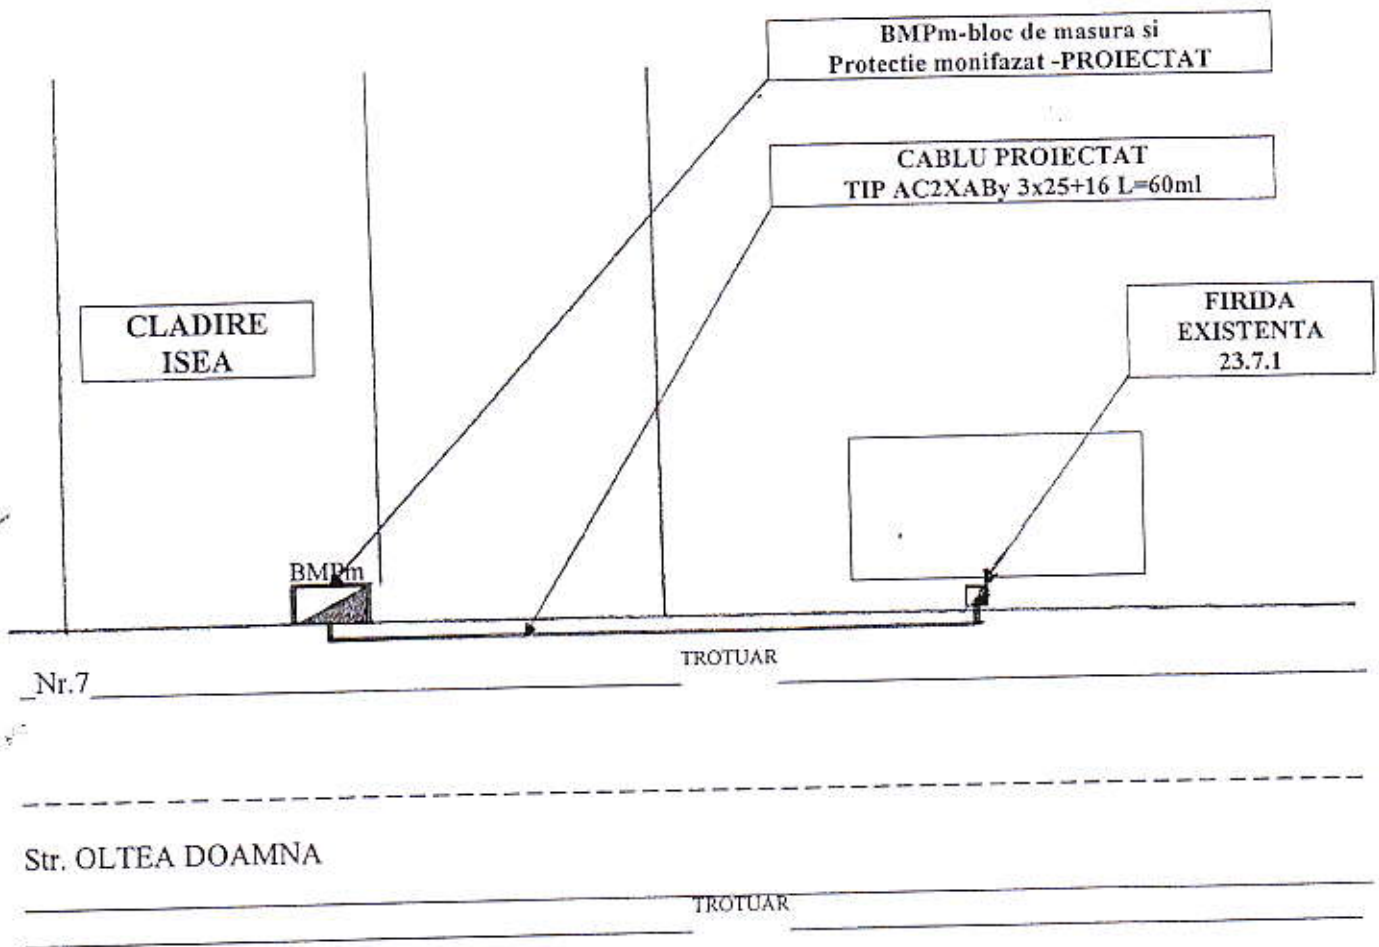 BMPm-bloc de masura si
Protectie monifazat -PROIECTAT
CABLU PROIECTAT
TIP AC2XABy 3x25+16 L=60ml
FIRIDA
EXISTENTA
23.7.1
CLADIRE
ISEA
BMPm
TROTUAR
_Nr.7
Str. OLTEA DOAMNA
TROTUAR